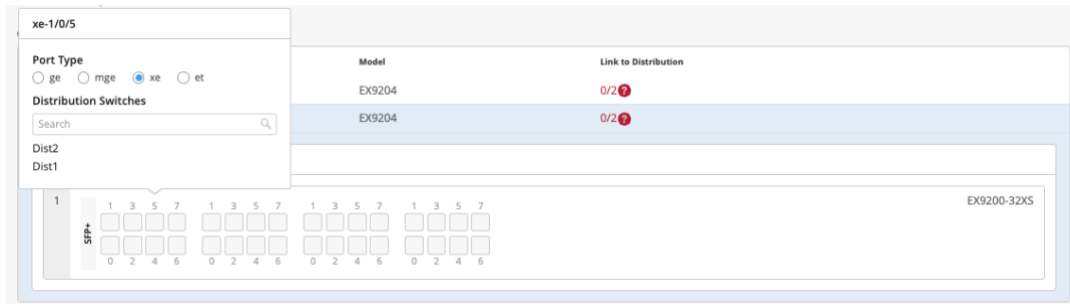 xe-1/0/5
Port Type
ge mge xe et
Distribution Switches
Search
Dist2
Dist1
Model Link to Distribution
EX9204 0/2?
EX9204 0/2?
1 EX9200-32XS
1 3 5 7 1 3 5 7 1 3 5 7 1 3 5 7
SFP+
0 2 4 6 0 2 4 6 0 2 4 6 0 2 4 6